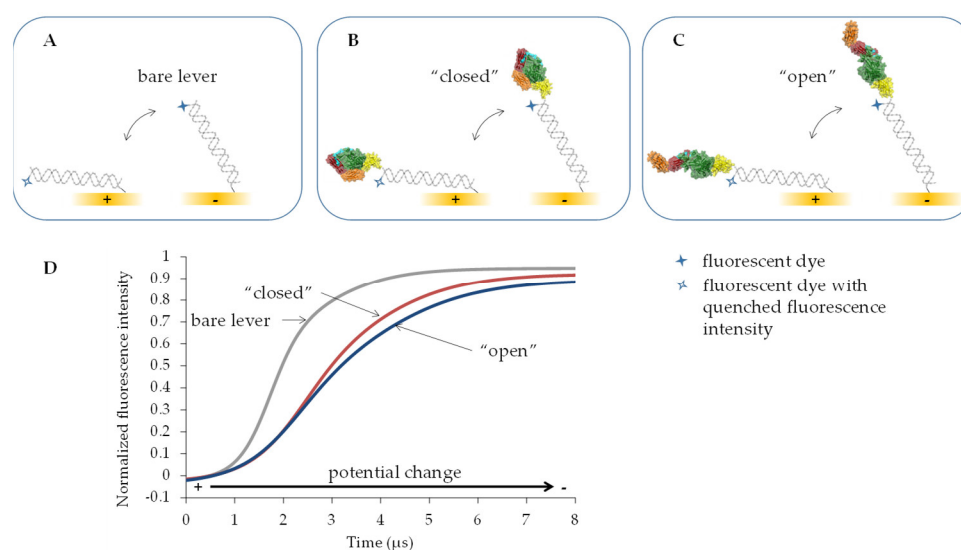 A
bare lever
+
-
B
“closed”
+
-
C
“open”
+
-
fluorescent dye
fluorescent dye with
quenched fluorescence
intensity
D
Normalized fluorescence intensity
1
0.9
0.8
0.7
0.6
0.5
0.4
0.3
0.2
0.1
0
-0.1
“closed”
bare lever
“open”
potential change
+
-
0
1
2
3
4
5
6
7
8
Time (μs)